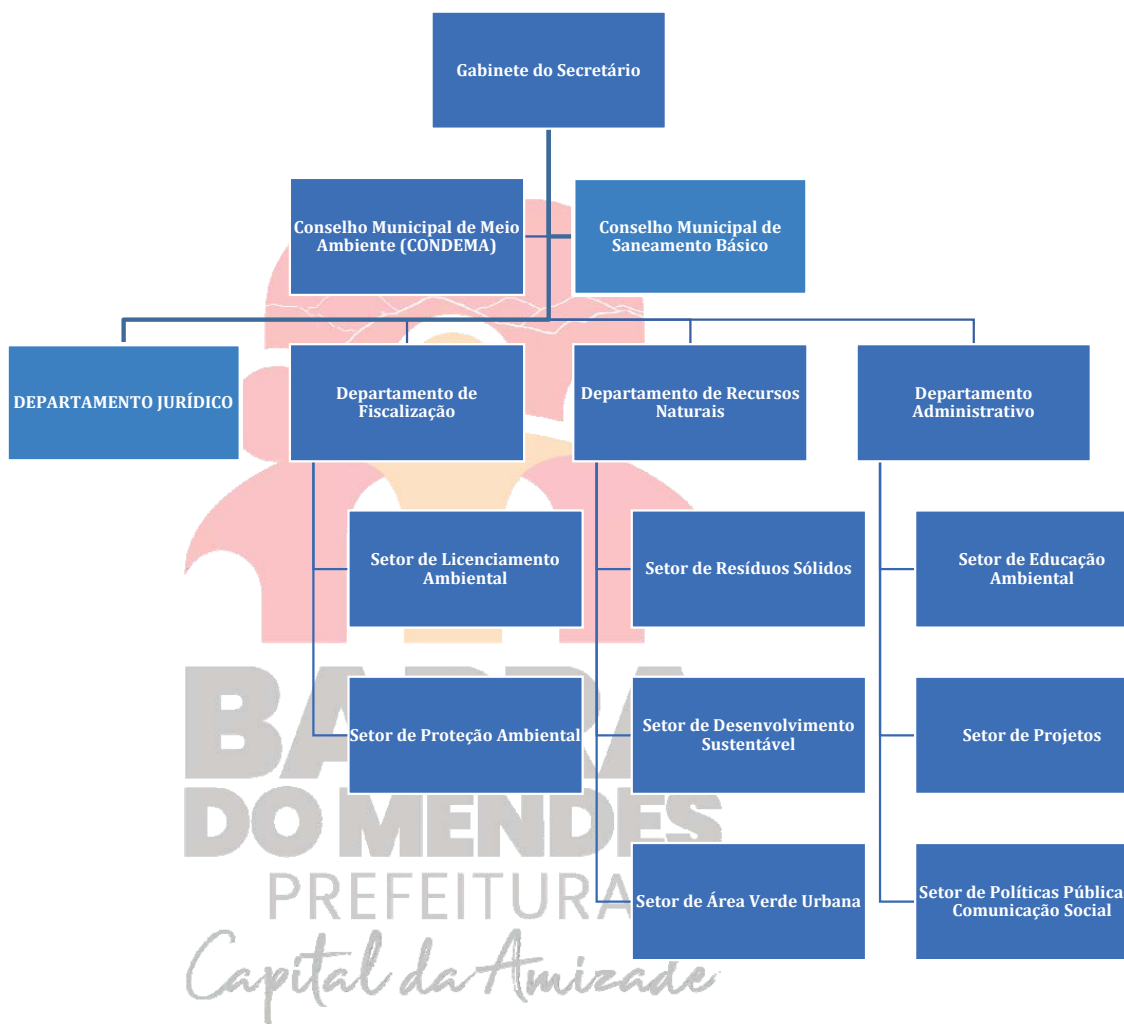 Gabinete do Secretário
Conselho Municipal de Meio
Ambiente (CONDEMA)
Conselho Municipal de
Saneamento Básico
DEPARTAMENTO JURÍDICO
Departamento de
Fiscalização
Departamento de Recursos
Naturais
Departamento
Administrativo
Setor de Licenciamento
Ambiental
Setor de Resíduos Sólidos
Setor de Educação
Ambiental
Setor de Proteção Ambiental
Setor de Desenvolvimento
Sustentável
Setor de Projetos
Setor de Área Verde Urbana
Setor de Políticas Pública
Comunicação Social
BARRA
DO MENDES
PREFEITURA
Capital da Amizade